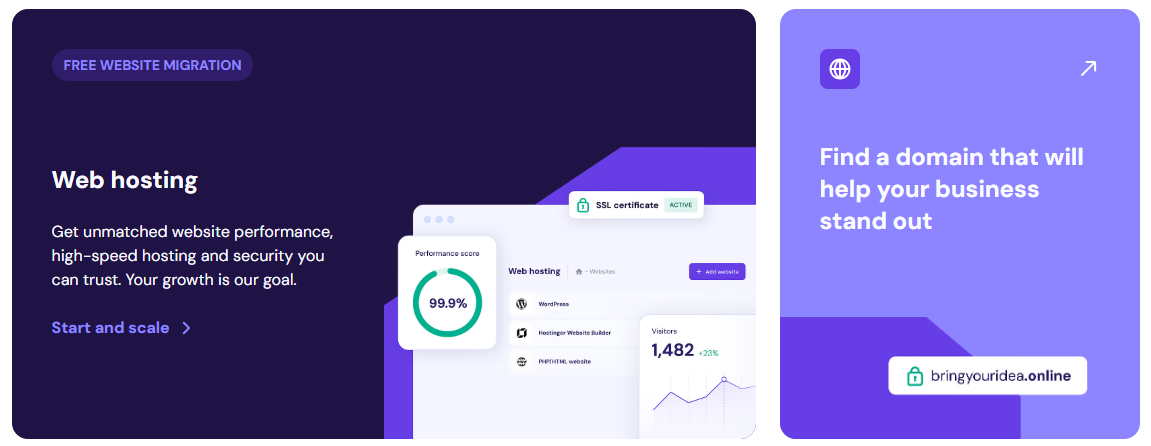 FREE WEBSITE MIGRATION
Web hosting
Get unmatched website performance,
high-speed hosting and security you
can trust. Your growth is our goal.
Start and scale
SSL certificate ACTIVE
Performance score
99.9%
Web hosting - Websites + Add website
WordPress
Hostinger Website Builder
PHP/HTML website
Visitors
1,482 +23%
Find a domain that will
help your business
stand out
bringyouridea.online